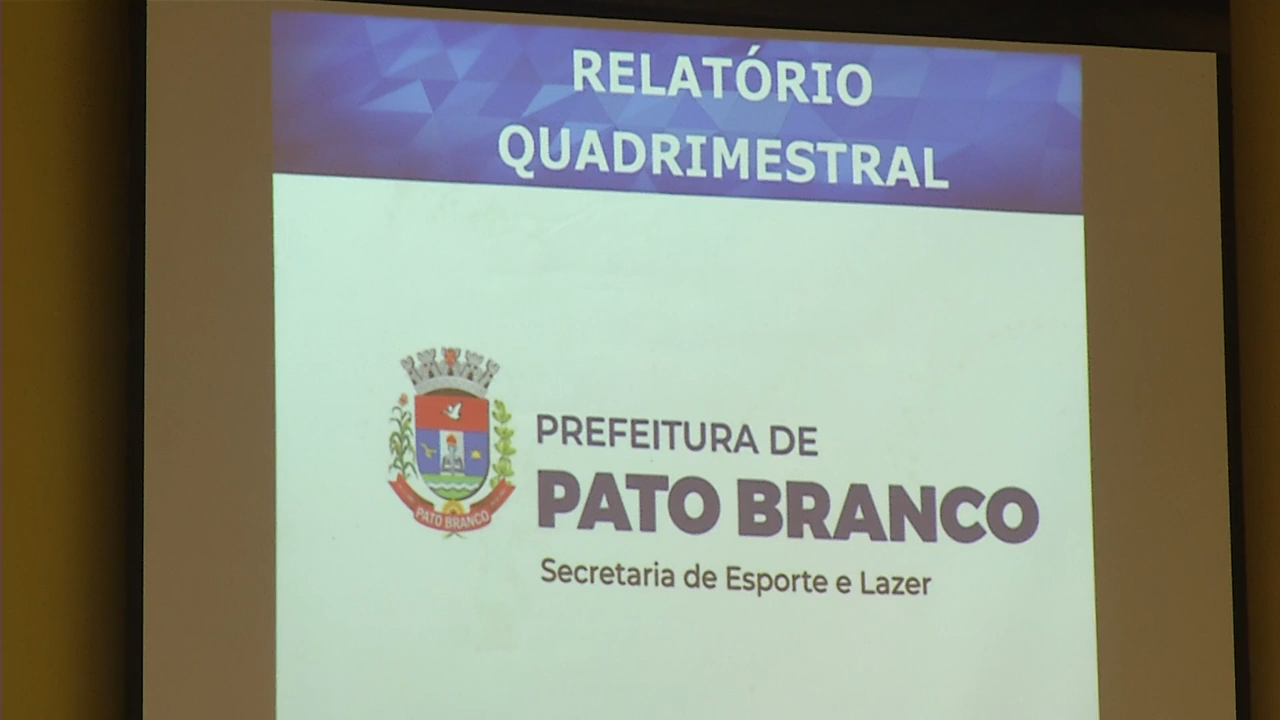 RELATÓRIO
QUADRIMESTRAL
PREFEITURA DE
PATO BRANCO
Secretaria de Esporte e Lazer
PATO BRANCO